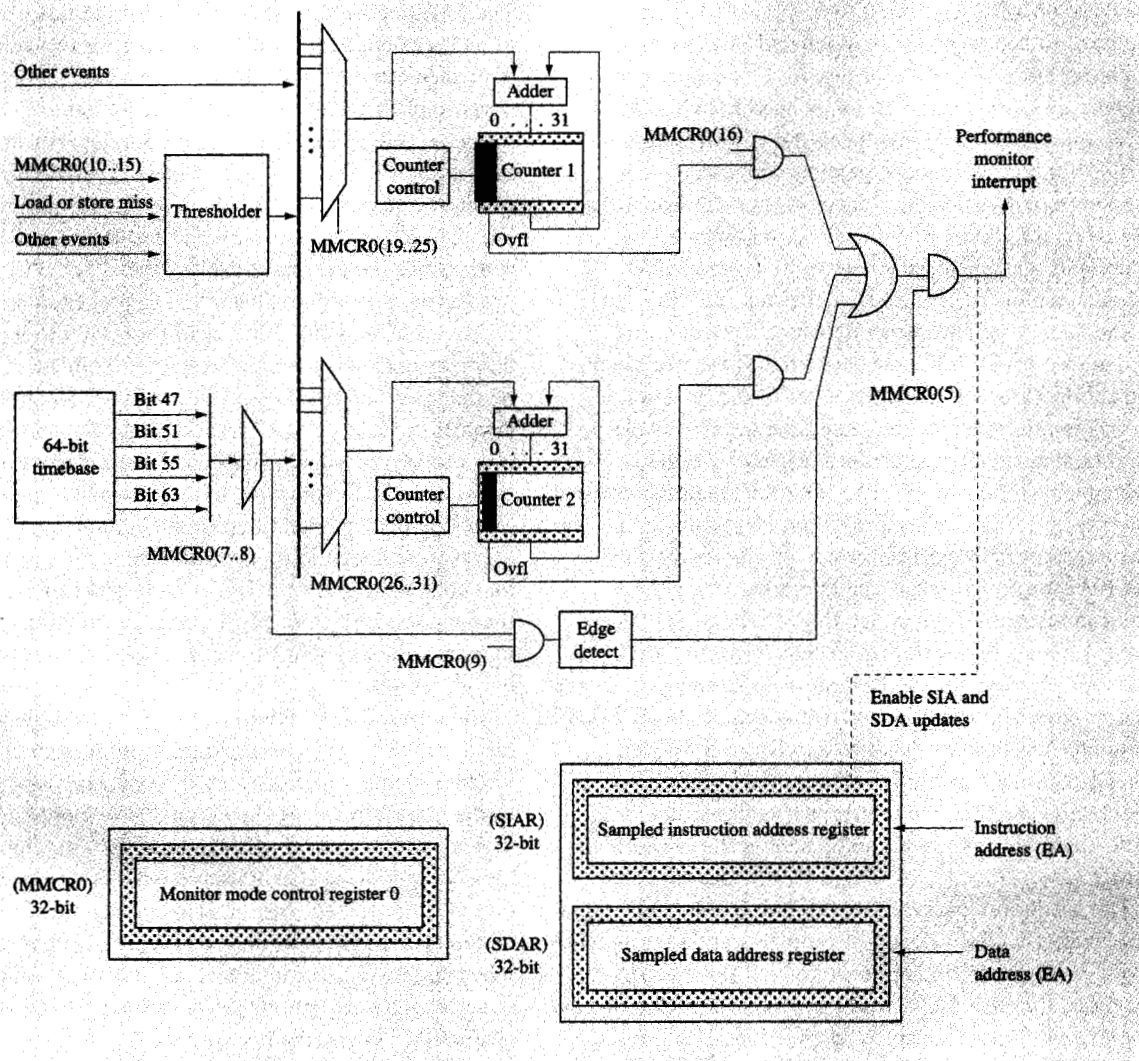 Other events
Adder
0 . . . 31
MMCR0(16)
Performance
monitor
interrupt
MMCR0(10..15)
Load or store miss
Other events
Thresholder
Counter
control
Counter 1
MMCR0(19..25)
Ovfl
MMCR0(5)
64-bit
timebase
Bit 47
Bit 51
Bit 55
Bit 63
MMCR0(7..8)
Adder
0 . . . 31
Counter
control
Counter 2
MMCR0(26..31)
Ovfl
MMCR0(9)
Edge
detect
Enable SIA and
SDA updates
(MMCR0)
32-bit
Monitor mode control register 0
(SIAR)
32-bit
Sampled instruction address register
Instruction
address (EA)
(SDAR)
32-bit
Sampled data address register
Data
address (EA)